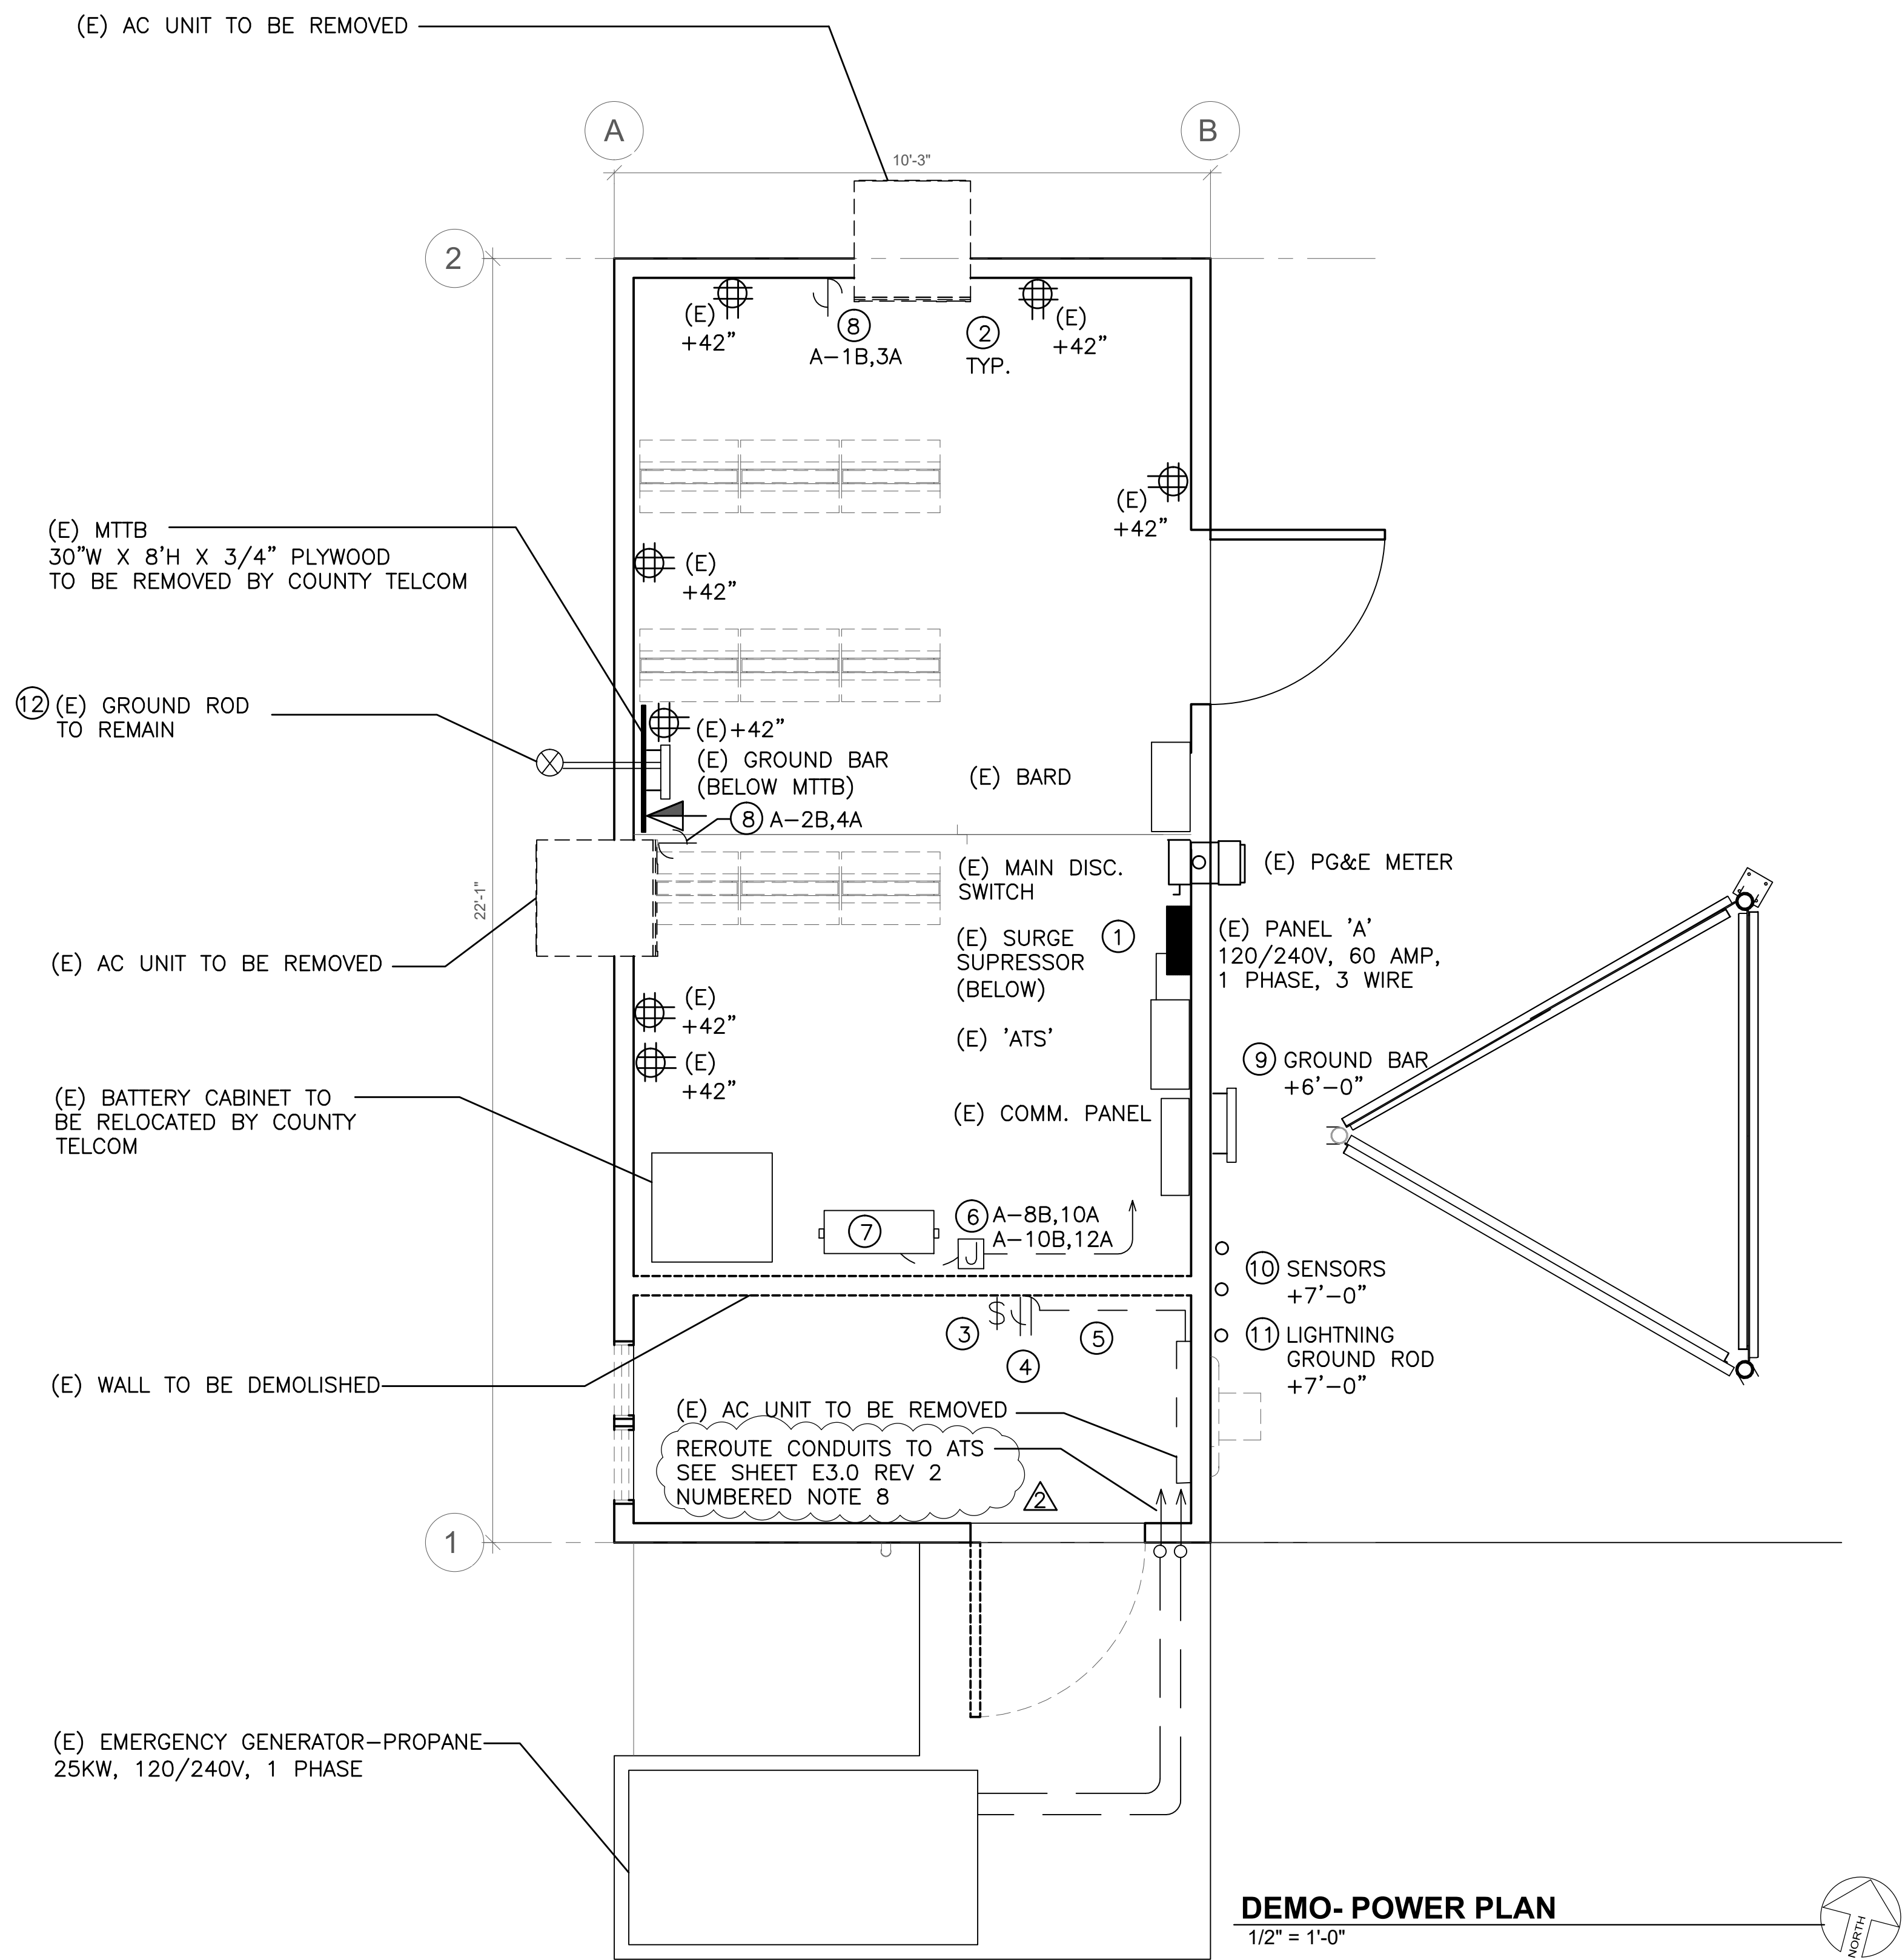 (E) AC UNIT TO BE REMOVED
A
B
10'-3"
2
(E)
+42"
8
A-1B,3A
2
TYP.
(E)
+42"
(E)
+42"
(E) MTTB
30"W X 8'H X 3/4" PLYWOOD
TO BE REMOVED BY COUNTY TELCOM
(E)
+42"
12 (E) GROUND ROD
TO REMAIN
(E)+42"
(E) GROUND BAR
(BELOW MTTB)
(E) BARD
8 A-2B,4A
22'-1"
(E) MAIN DISC.
SWITCH
(E) PG&E METER
(E) SURGE
SUPRESSOR
(BELOW)
1
(E) PANEL 'A'
120/240V, 60 AMP,
1 PHASE, 3 WIRE
(E) AC UNIT TO BE REMOVED
(E)
+42"
(E) 'ATS'
(E)
+42"
9 GROUND BAR
+6'-0"
(E) BATTERY CABINET TO
BE RELOCATED BY COUNTY
TELCOM
(E) COMM. PANEL
7
6 A-8B,10A
A-10B,12A
J
10 SENSORS
+7'-0"
3
$
4
5
11 LIGHTNING
GROUND ROD
+7'-0"
(E) WALL TO BE DEMOLISHED
(E) AC UNIT TO BE REMOVED
REROUTE CONDUITS TO ATS
SEE SHEET E3.0 REV 2
NUMBERED NOTE 8
2
1
(E) EMERGENCY GENERATOR-PROPANE
25KW, 120/240V, 1 PHASE
DEMO- POWER PLAN
1/2" = 1'-0"
NORTH